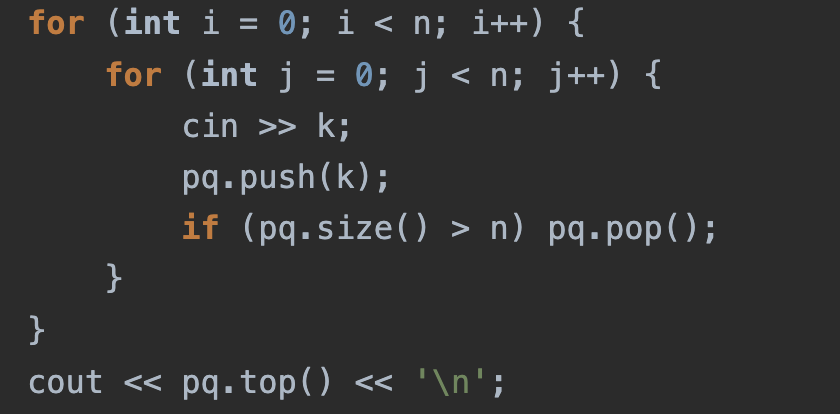 for (int i = 0; i < n; i++) {
    for (int j = 0; j < n; j++) {
        cin >> k;
        pq.push(k);
        if (pq.size() > n) pq.pop();
    }
}
cout << pq.top() << '\n';